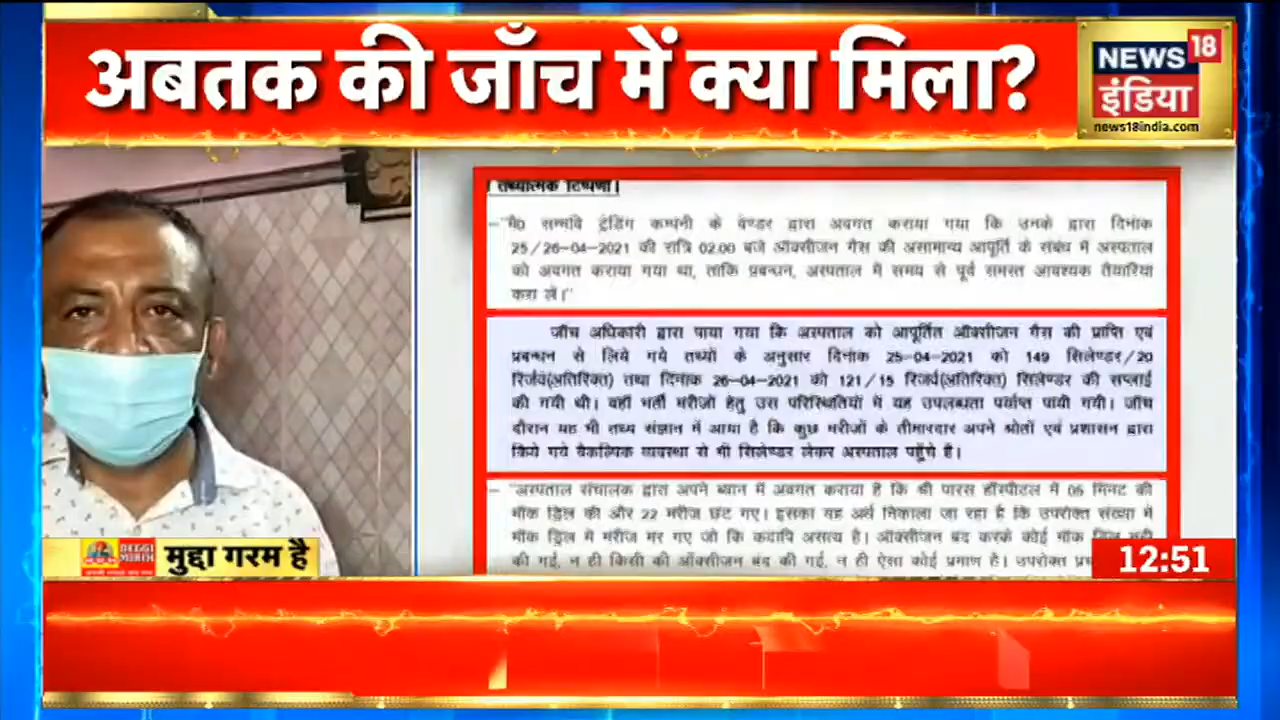 अबतक की जाँच में क्या मिला?
NEWS 18
इंडिया
news18india.com
तथ्यात्मक टिप्पणी
–"मै० सम्भवि ट्रेडिंग कम्पनी के वेण्डर द्वारा अवगत कराया गया कि उनके द्वारा दिनांक
25/26-04-2021 की रात्रि 02.00 बजे ऑक्सीजन गैस की असामान्य आपूर्ति के संबंध में अस्पताल
को अवगत कराया गया था, ताकि प्रबन्धन, अस्पताल में समय से पूर्व समस्त आवश्यक तैयारियां
करा लें।"
जाँच अधिकारी द्वारा पाया गया कि अस्पताल को आपूर्तित ऑक्सीजन गैस की प्राप्ति एवं
प्रबन्धन से लिये गये तथ्यों के अनुसार दिनांक 25-04-2021 को 149 सिलेण्डर/20
रिजर्व(अतिरिक्त) तथा दिनांक 26-04-2021 को 121/15 रिजर्व(अतिरिक्त) सिलेण्डर की सप्लाई
की गयी थी। वहाँ भर्ती मरीजों हेतु उस परिस्थितियों में यह उपलब्धता पर्याप्त पायी गयी। जाँच
दौरान यह भी तथ्य संज्ञान में आया है कि कुछ मरीजों के तीमारदार अपने श्रोतों एवं प्रशासन द्वारा
किये गये वैकल्पिक व्यवस्था से भी सिलेण्डर लेकर अस्पताल पहुँचे हैं।
– "अस्पताल संचालक द्वारा अपने ब्यान में अवगत कराया है कि श्री पारस हॉस्पीटल में 05 मिनट की
मॉक ड्रिल की और 22 मरीज छंट गए। इसका यह अर्थ निकाला जा रहा है कि उपरोक्त संख्या में
मॉक ड्रिल में मरीज मर गए जो कि कदापि असत्य है। ऑक्सीजन बंद करके कोई मॉक ड्रिल नहीं
की गई, न ही किसी की ऑक्सीजन बंद की गई, न ही ऐसा कोई प्रमाण है। उपरोक्त
मुद्दा गरम है
12:51